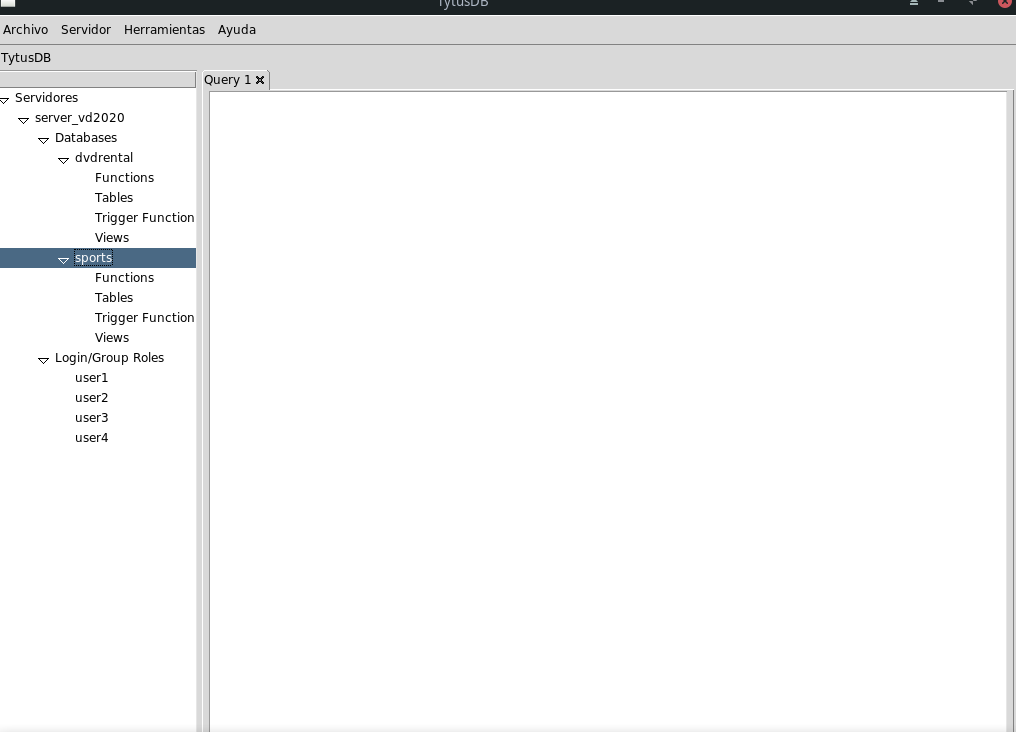 TytusDB
Archivo Servidor Herramientas Ayuda
TytusDB
Query 1
Servidores
server_vd2020
Databases
dvdrental
Functions
Tables
Trigger Function
Views
sports
Functions
Tables
Trigger Function
Views
Login/Group Roles
user1
user2
user3
user4